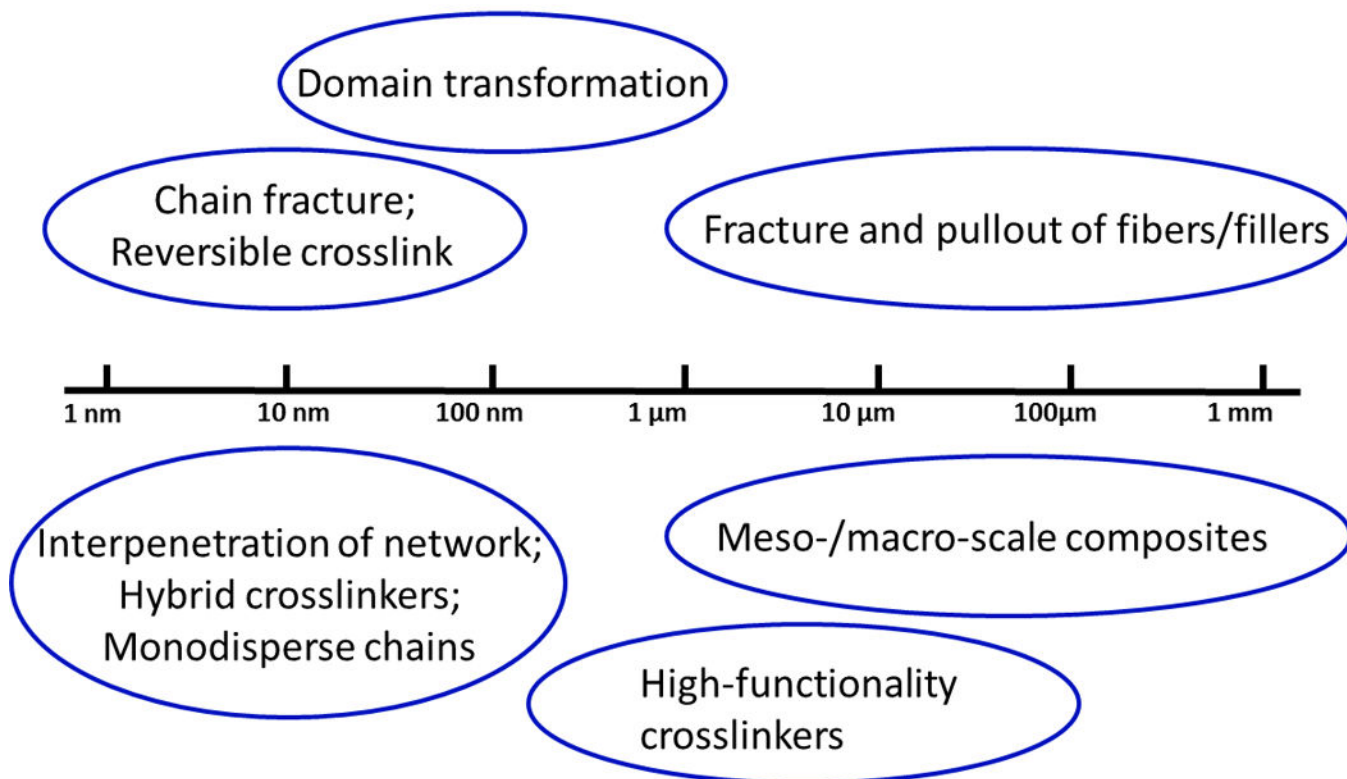 Domain transformation
Chain fracture;
Reversible crosslink
Fracture and pullout of fibers/fillers
1 nm
10 nm
100 nm
1 µm
10 µm
100µm
1 mm
Interpenetration of network;
Hybrid crosslinkers;
Monodisperse chains
Meso-/macro-scale composites
High-functionality
crosslinkers